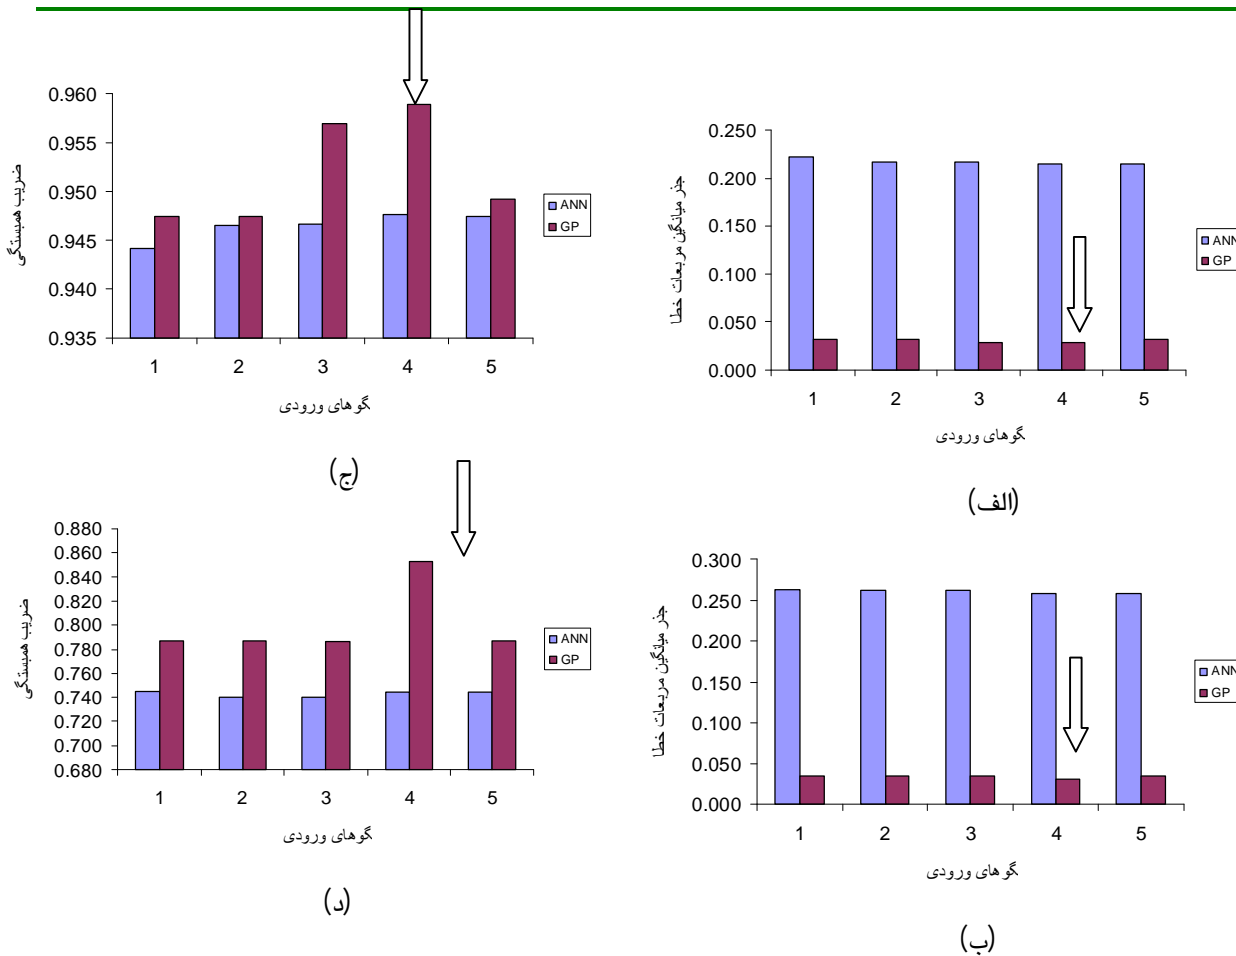 0.960
0.955
0.950
0.945
0.940
0.935
1 2 3 4 5
ضریب همبستگی
گوهای ورودی
ANN
GP
(ج)
0.250
0.200
0.150
0.100
0.050
0.000
1 2 3 4 5
جذر میانگین مربعات خطا
گوهای ورودی
ANN
GP
(الف)
0.880
0.860
0.840
0.820
0.800
0.780
0.760
0.740
0.720
0.700
0.680
1 2 3 4 5
ضریب همبستگی
گوهای ورودی
ANN
GP
(د)
0.300
0.250
0.200
0.150
0.100
0.050
0.000
1 2 3 4 5
جذر میانگین مربعات خطا
گوهای ورودی
ANN
GP
(ب)